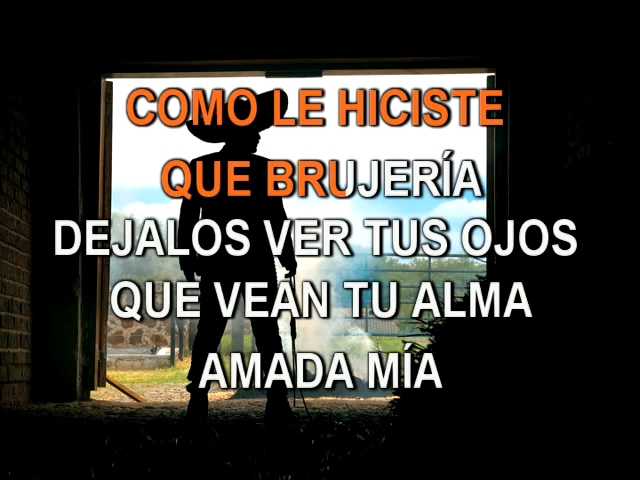 COMO LE HICISTE
QUE BRUJERÍA
DEJALOS VER TUS OJOS
QUE VEAN TU ALMA
AMADA MÍA